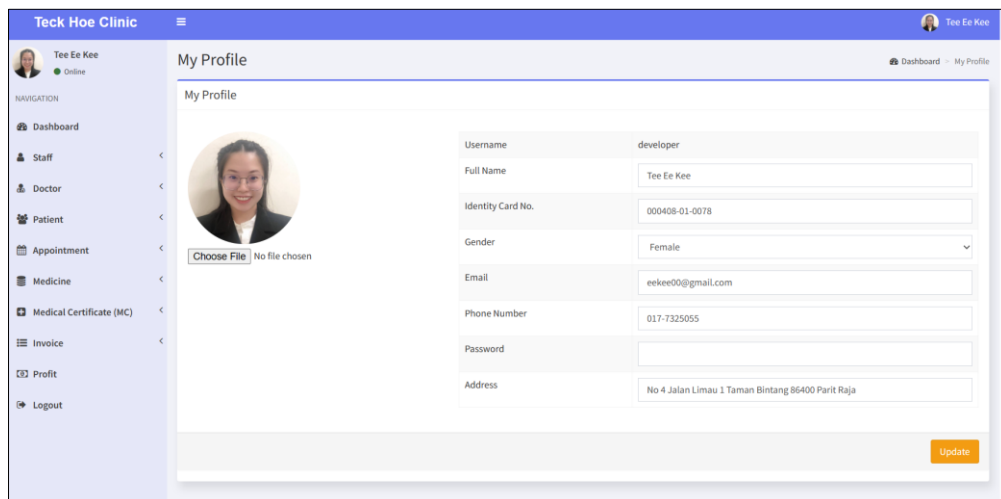 Teck Hoe Clinic
Tee Ee Kee
Tee Ee Kee
Online
My Profile
Dashboard > My Profile
NAVIGATION
My Profile
Dashboard
Staff
Doctor
Patient
Appointment
Medicine
Medical Certificate (MC)
Invoice
Profit
Logout
Choose File No file chosen
Username developer
Full Name Tee Ee Kee
Identity Card No. 000408-01-0078
Gender Female
Email eekee00@gmail.com
Phone Number 017-7325055
Password
Address No 4 Jalan Limau 1 Taman Bintang 86400 Parit Raja
Update